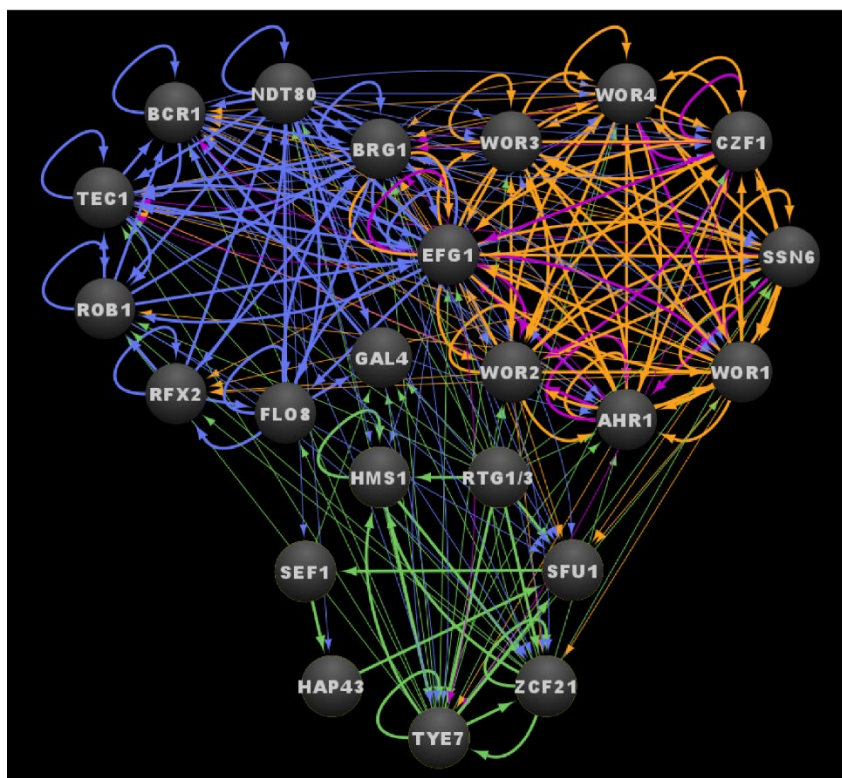 NDT80
WOR4
BCR1
BRG1
WOR3
CZF1
TEC1
EFG1
SSN6
ROB1
GAL4
WOR2
WOR1
RFX2
FLO8
AHR1
HMS1
RTG1/3
SEF1
SFU1
HAP43
ZCF21
TYE7